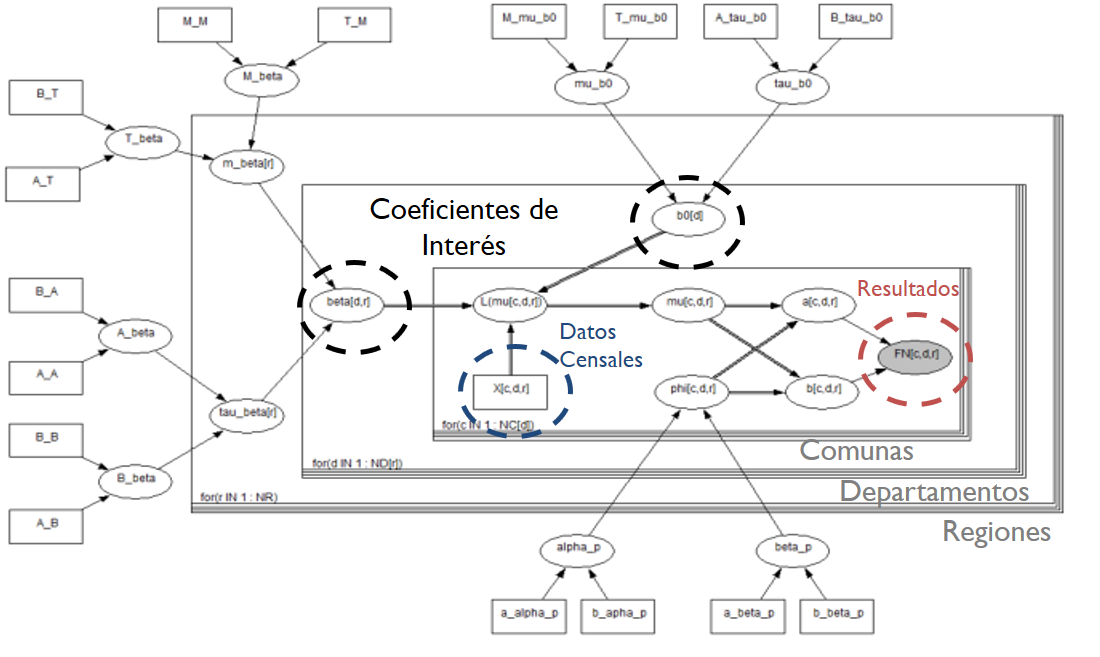 M_M
T_M
M_mu_b0
T_mu_b0
A_tau_b0
B_tau_b0
M_beta
mu_b0
tau_b0
B_T
T_beta
m_beta[r]
A_T
Coeficientes de
Interés
b0[d]
B_A
beta[d,r]
L(mu[c,d,r])
mu[c,d,r]
a[c,d,r]
Resultados
A_beta
Datos
Censales
FN[c,d,r]
A_A
X[c,d,r]
phi[c,d,r]
b[c,d,r]
tau_beta[r]
for(c IN 1 : NC[d])
B_B
Comunas
for(d IN 1 : ND[r])
B_beta
Departamentos
for(r IN 1 : NR)
A_B
Regiones
alpha_p
beta_p
a_alpha_p
b_apha_p
a_beta_p
b_beta_p